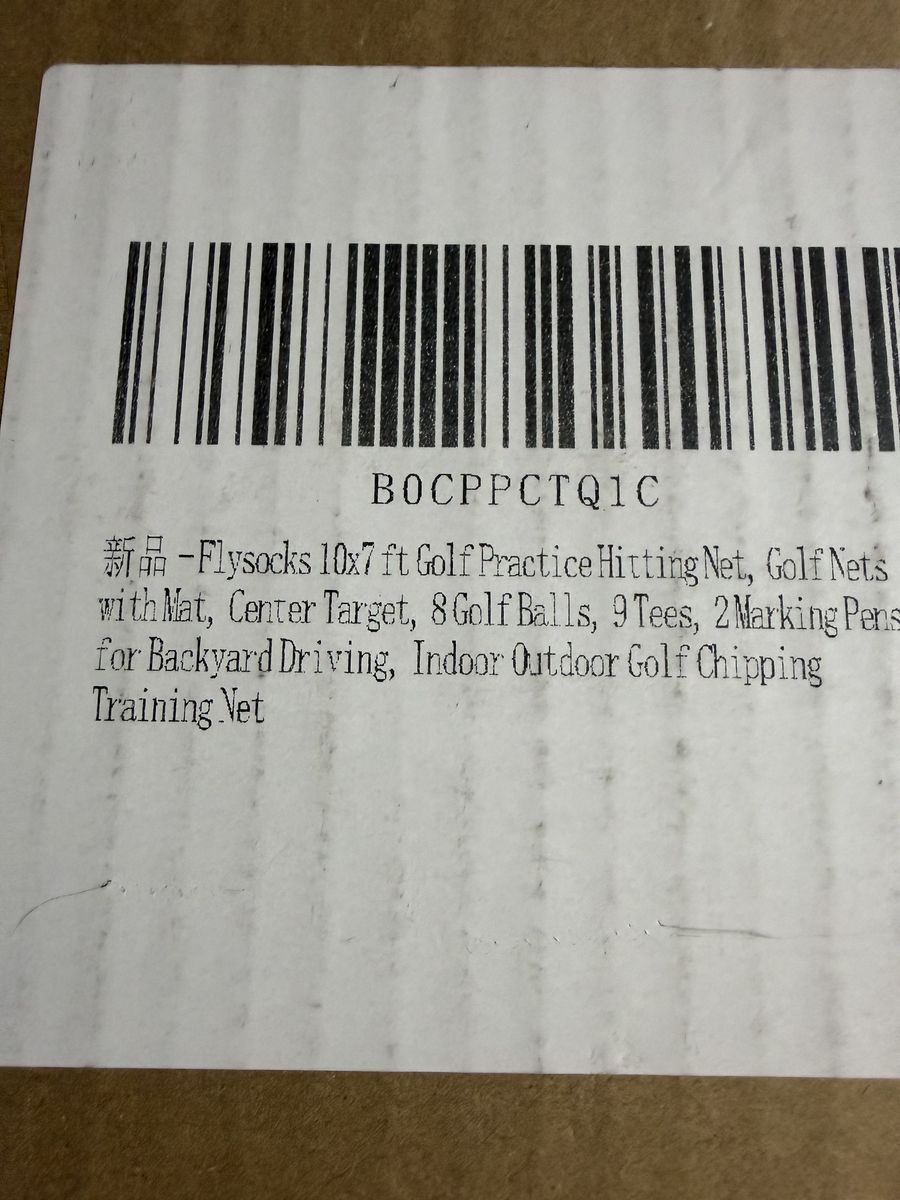 B0CPPCTQ1C
新品 -Flysocks 10x7 ft Golf Practice Hitting Net, Golf Nets
with Mat, Center Target, 8 Golf Balls, 9 Tees, 2 Marking Pens
for Backyard Driving, Indoor Outdoor Golf Chipping
Training Net